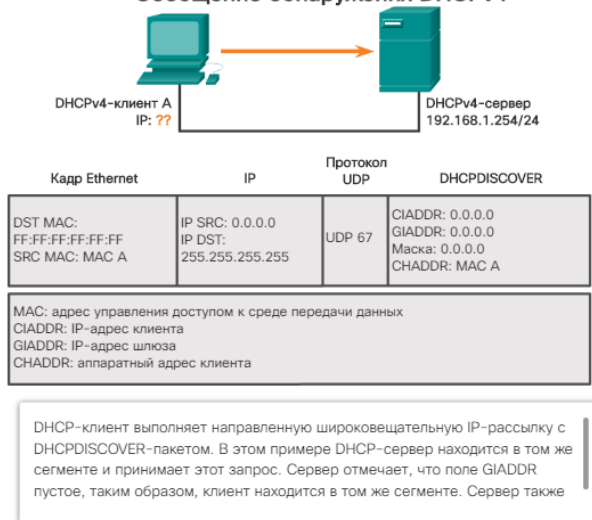 DHCPv4-клиент A
IP: ??
DHCPv4-сервер
192.168.1.254/24
Кадр Ethernet
IP
Протокол
UDP
DHCPDISCOVER
DST MAC:
FF:FF:FF:FF:FF:FF
SRC MAC: MAC A
IP SRC: 0.0.0.0
IP DST:
255.255.255.255
UDP 67
CIADDR: 0.0.0.0
GIADDR: 0.0.0.0
Маска: 0.0.0.0
CHADDR: MAC A
MAC: адрес управления доступом к среде передачи данных
CIADDR: IP-адрес клиента
GIADDR: IP-адрес шлюза
CHADDR: аппаратный адрес клиента
DHCP-клиент выполняет направленную широковещательную IP-рассылку с
DHCPDISCOVER-пакетом. В этом примере DHCP-сервер находится в том же
сегменте и принимает этот запрос. Сервер отмечает, что поле GIADDR
пустое, таким образом, клиент находится в том же сегменте. Сервер также